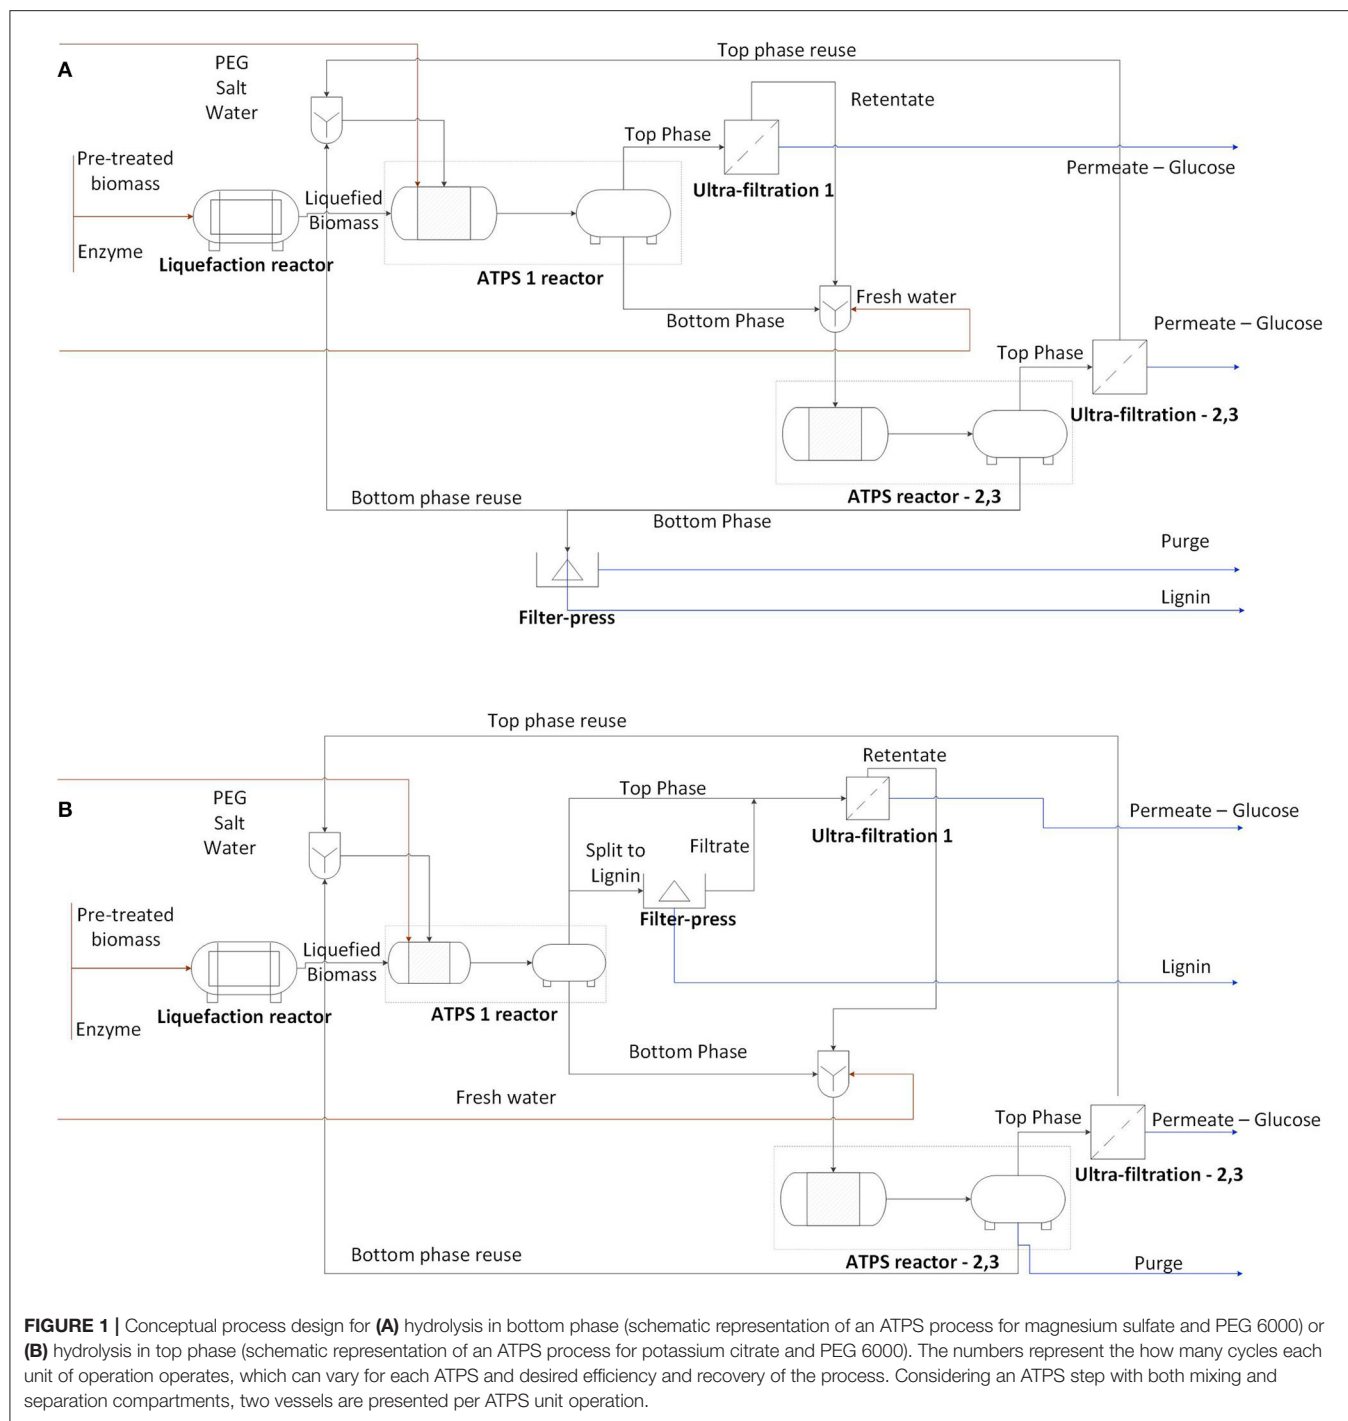 Top phase reuse
A
PEG
Salt
Water
Retentate
Top Phase
Permeate – Glucose
Pre-treated
biomass
Ultra-filtration 1
Liquefied
Biomass
Enzyme
Liquefaction reactor
ATPS 1 reactor
Fresh water
Bottom Phase
Permeate – Glucose
Top Phase
Ultra-filtration - 2,3
Bottom phase reuse
ATPS reactor - 2,3
Bottom Phase
Purge
Lignin
Filter-press
Top phase reuse
Retentate
B
PEG
Salt
Water
Top Phase
Permeate – Glucose
Ultra-filtration 1
Split to
Lignin
Filtrate
Filter-press
Pre-treated
biomass
Liquefied
Biomass
Lignin
Enzyme
Liquefaction reactor
ATPS 1 reactor
Bottom Phase
Fresh water
Top Phase
Permeate – Glucose
Ultra-filtration - 2,3
Bottom phase reuse
ATPS reactor - 2,3
Purge
FIGURE 1 | Conceptual process design for (A) hydrolysis in bottom phase (schematic representation of an ATPS process for magnesium sulfate and PEG 6000) or
(B) hydrolysis in top phase (schematic representation of an ATPS process for potassium citrate and PEG 6000). The numbers represent the how many cycles each
unit of operation operates, which can vary for each ATPS and desired efficiency and recovery of the process. Considering an ATPS step with both mixing and
separation compartments, two vessels are presented per ATPS unit operation.